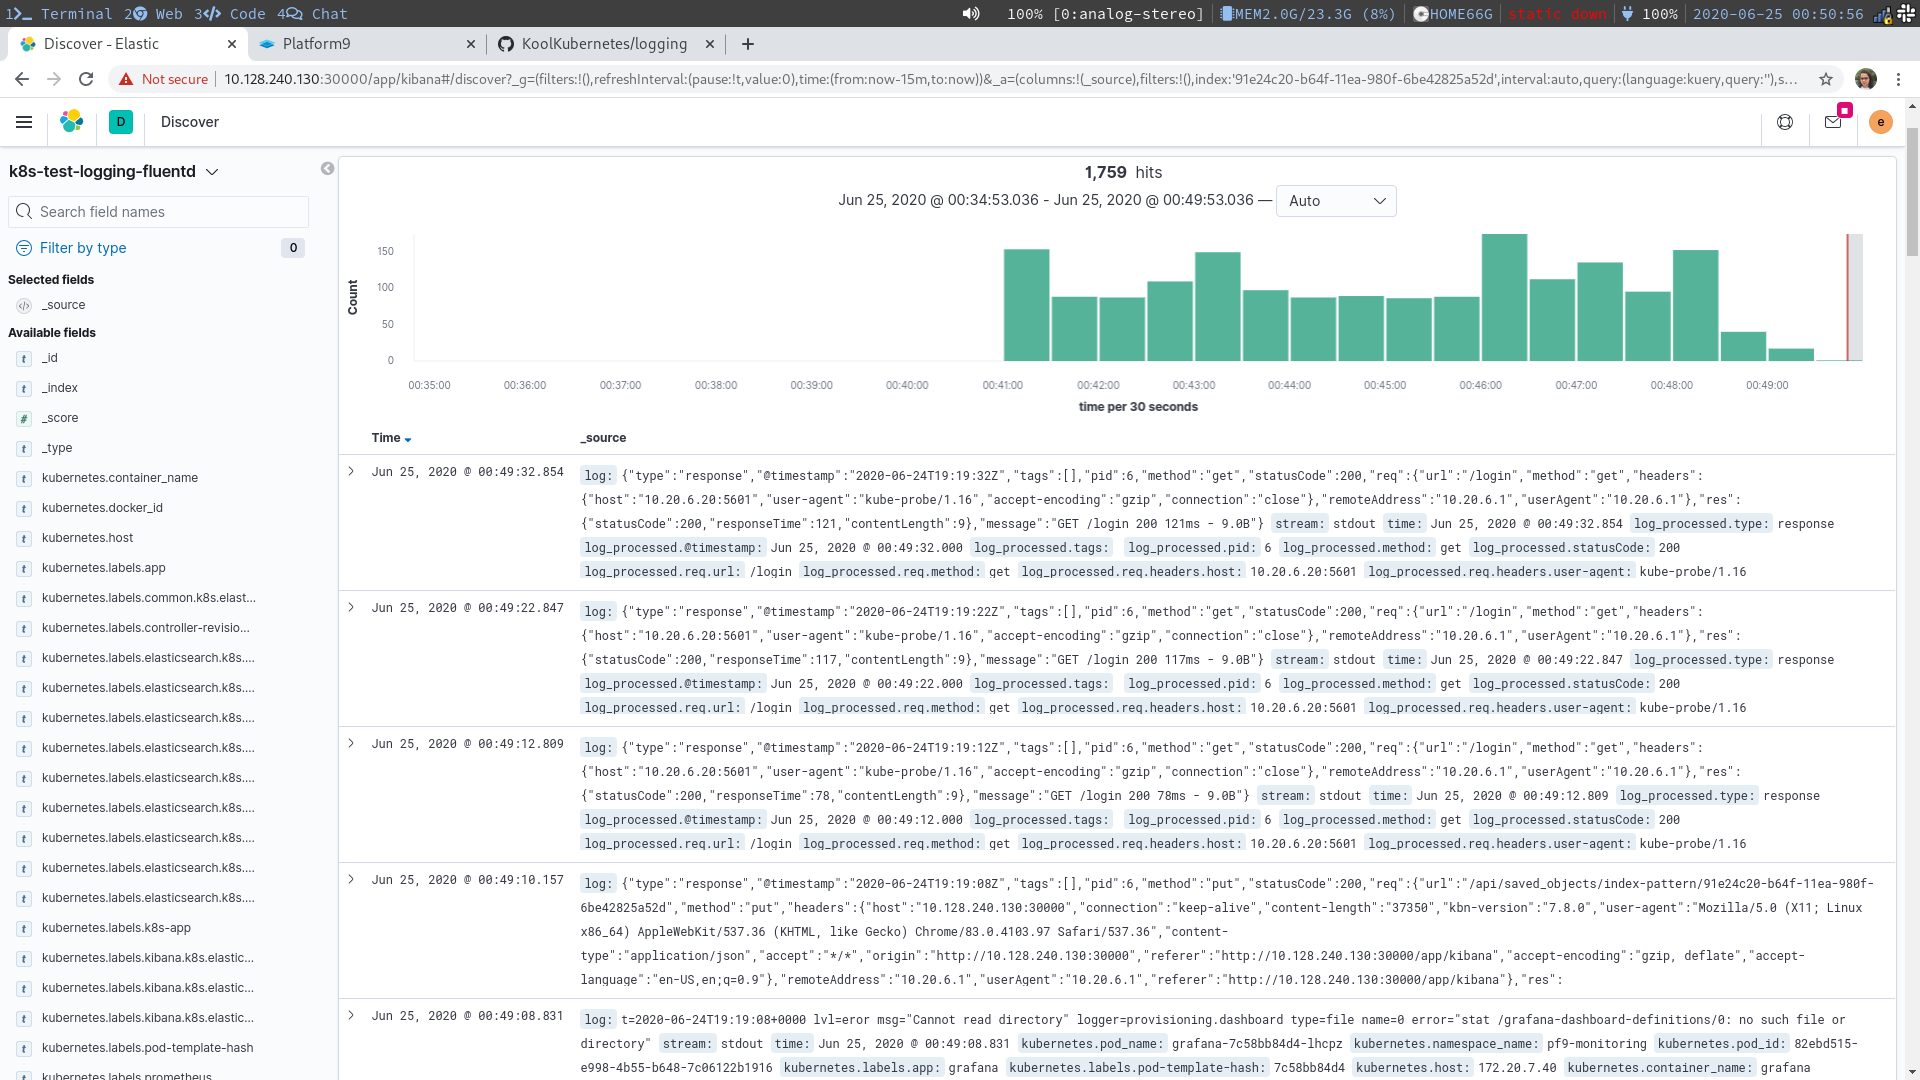 1 Terminal 2 Web 3 Code 4 Chat
100% [0:analog-stereo] MEM2.0G/23.3G (8%) HOME66G static down 100% 2020-06-25 00:50:56
Discover - Elastic
Platform9
KoolKubernetes/logging
Not secure 10.128.240.130:30000/app/kibana#/discover?_g=(filters:!(),refreshInterval:(pause:!t,value:0),time:(from:now-15m,to:now))&_a=(columns:!(_source),filters:!(),index:'91e24c20-b64f-11ea-980f-6be42825a52d',interval:auto,query:(language:kuery,query:''),s...
D Discover
e
k8s-test-logging-fluentd
Search field names
Filter by type 0
Selected fields
_source
Available fields
t _id
t _index
# _score
t _type
t kubernetes.container_name
t kubernetes.docker_id
t kubernetes.host
t kubernetes.labels.app
t kubernetes.labels.common.k8s.elast...
t kubernetes.labels.controller-revisio...
t kubernetes.labels.elasticsearch.k8s....
t kubernetes.labels.elasticsearch.k8s....
t kubernetes.labels.elasticsearch.k8s....
t kubernetes.labels.elasticsearch.k8s....
t kubernetes.labels.elasticsearch.k8s....
t kubernetes.labels.elasticsearch.k8s....
t kubernetes.labels.elasticsearch.k8s....
t kubernetes.labels.elasticsearch.k8s....
t kubernetes.labels.elasticsearch.k8s....
t kubernetes.labels.k8s-app
t kubernetes.labels.kibana.k8s.elastic...
t kubernetes.labels.kibana.k8s.elastic...
t kubernetes.labels.kibana.k8s.elastic...
t kubernetes.labels.pod-template-hash
kubernetes.labels.prometheus
1,759 hits
Jun 25, 2020 @ 00:34:53.036 - Jun 25, 2020 @ 00:49:53.036 — Auto
Count
150
100
50
0
00:35:00 00:36:00 00:37:00 00:38:00 00:39:00 00:40:00 00:41:00 00:42:00 00:43:00 00:44:00 00:45:00 00:46:00 00:47:00 00:48:00 00:49:00
time per 30 seconds
Time _source
Jun 25, 2020 @ 00:49:32.854 log: {"type":"response","@timestamp":"2020-06-24T19:19:32Z","tags":[],"pid":6,"method":"get","statusCode":200,"req":{"url":"/login","method":"get","headers":
{"host":"10.20.6.20:5601","user-agent":"kube-probe/1.16","accept-encoding":"gzip","connection":"close"},"remoteAddress":"10.20.6.1","userAgent":"10.20.6.1"},"res":
{"statusCode":200,"responseTime":121,"contentLength":9},"message":"GET /login 200 121ms - 9.0B"} stream: stdout time: Jun 25, 2020 @ 00:49:32.854 log_processed.type: response
log_processed.@timestamp: Jun 25, 2020 @ 00:49:32.000 log_processed.tags: log_processed.pid: 6 log_processed.method: get log_processed.statusCode: 200
log_processed.req.url: /login log_processed.req.method: get log_processed.req.headers.host: 10.20.6.20:5601 log_processed.req.headers.user-agent: kube-probe/1.16
Jun 25, 2020 @ 00:49:22.847 log: {"type":"response","@timestamp":"2020-06-24T19:19:22Z","tags":[],"pid":6,"method":"get","statusCode":200,"req":{"url":"/login","method":"get","headers":
{"host":"10.20.6.20:5601","user-agent":"kube-probe/1.16","accept-encoding":"gzip","connection":"close"},"remoteAddress":"10.20.6.1","userAgent":"10.20.6.1"},"res":
{"statusCode":200,"responseTime":117,"contentLength":9},"message":"GET /login 200 117ms - 9.0B"} stream: stdout time: Jun 25, 2020 @ 00:49:22.847 log_processed.type: response
log_processed.@timestamp: Jun 25, 2020 @ 00:49:22.000 log_processed.tags: log_processed.pid: 6 log_processed.method: get log_processed.statusCode: 200
log_processed.req.url: /login log_processed.req.method: get log_processed.req.headers.host: 10.20.6.20:5601 log_processed.req.headers.user-agent: kube-probe/1.16
Jun 25, 2020 @ 00:49:12.809 log: {"type":"response","@timestamp":"2020-06-24T19:19:12Z","tags":[],"pid":6,"method":"get","statusCode":200,"req":{"url":"/login","method":"get","headers":
{"host":"10.20.6.20:5601","user-agent":"kube-probe/1.16","accept-encoding":"gzip","connection":"close"},"remoteAddress":"10.20.6.1","userAgent":"10.20.6.1"},"res":
{"statusCode":200,"responseTime":78,"contentLength":9},"message":"GET /login 200 78ms - 9.0B"} stream: stdout time: Jun 25, 2020 @ 00:49:12.809 log_processed.type: response
log_processed.@timestamp: Jun 25, 2020 @ 00:49:12.000 log_processed.tags: log_processed.pid: 6 log_processed.method: get log_processed.statusCode: 200
log_processed.req.url: /login log_processed.req.method: get log_processed.req.headers.host: 10.20.6.20:5601 log_processed.req.headers.user-agent: kube-probe/1.16
Jun 25, 2020 @ 00:49:10.157 log: {"type":"response","@timestamp":"2020-06-24T19:19:08Z","tags":[],"pid":6,"method":"put","statusCode":200,"req":{"url":"/api/saved_objects/index-pattern/91e24c20-b64f-11ea-980f-
6be42825a52d","method":"put","headers":{"host":"10.128.240.130:30000","connection":"keep-alive","content-length":"37350","kbn-version":"7.8.0","user-agent":"Mozilla/5.0 (X11; Linux
x86_64) AppleWebKit/537.36 (KHTML, like Gecko) Chrome/83.0.4103.97 Safari/537.36","content-
type":"application/json","accept":"*/*","origin":"http://10.128.240.130:30000","referer":"http://10.128.240.130:30000/app/kibana","accept-encoding":"gzip, deflate","accept-
language":"en-US,en;q=0.9"},"remoteAddress":"10.20.6.1","userAgent":"10.20.6.1","referer":"http://10.128.240.130:30000/app/kibana"},"res":
Jun 25, 2020 @ 00:49:08.831 log: t=2020-06-24T19:19:08+0000 lvl=eror msg="Cannot read directory" logger=provisioning.dashboard type=file name=0 error="stat /grafana-dashboard-definitions/0: no such file or
directory" stream: stdout time: Jun 25, 2020 @ 00:49:08.831 kubernetes.pod_name: grafana-7c58bb84d4-lhcpz kubernetes.namespace_name: pf9-monitoring kubernetes.pod_id: 82ebd515-
e998-4b55-b648-7c06122b1916 kubernetes.labels.app: grafana kubernetes.labels.pod-template-hash: 7c58bb84d4 kubernetes.host: 172.20.7.40 kubernetes.container_name: grafana